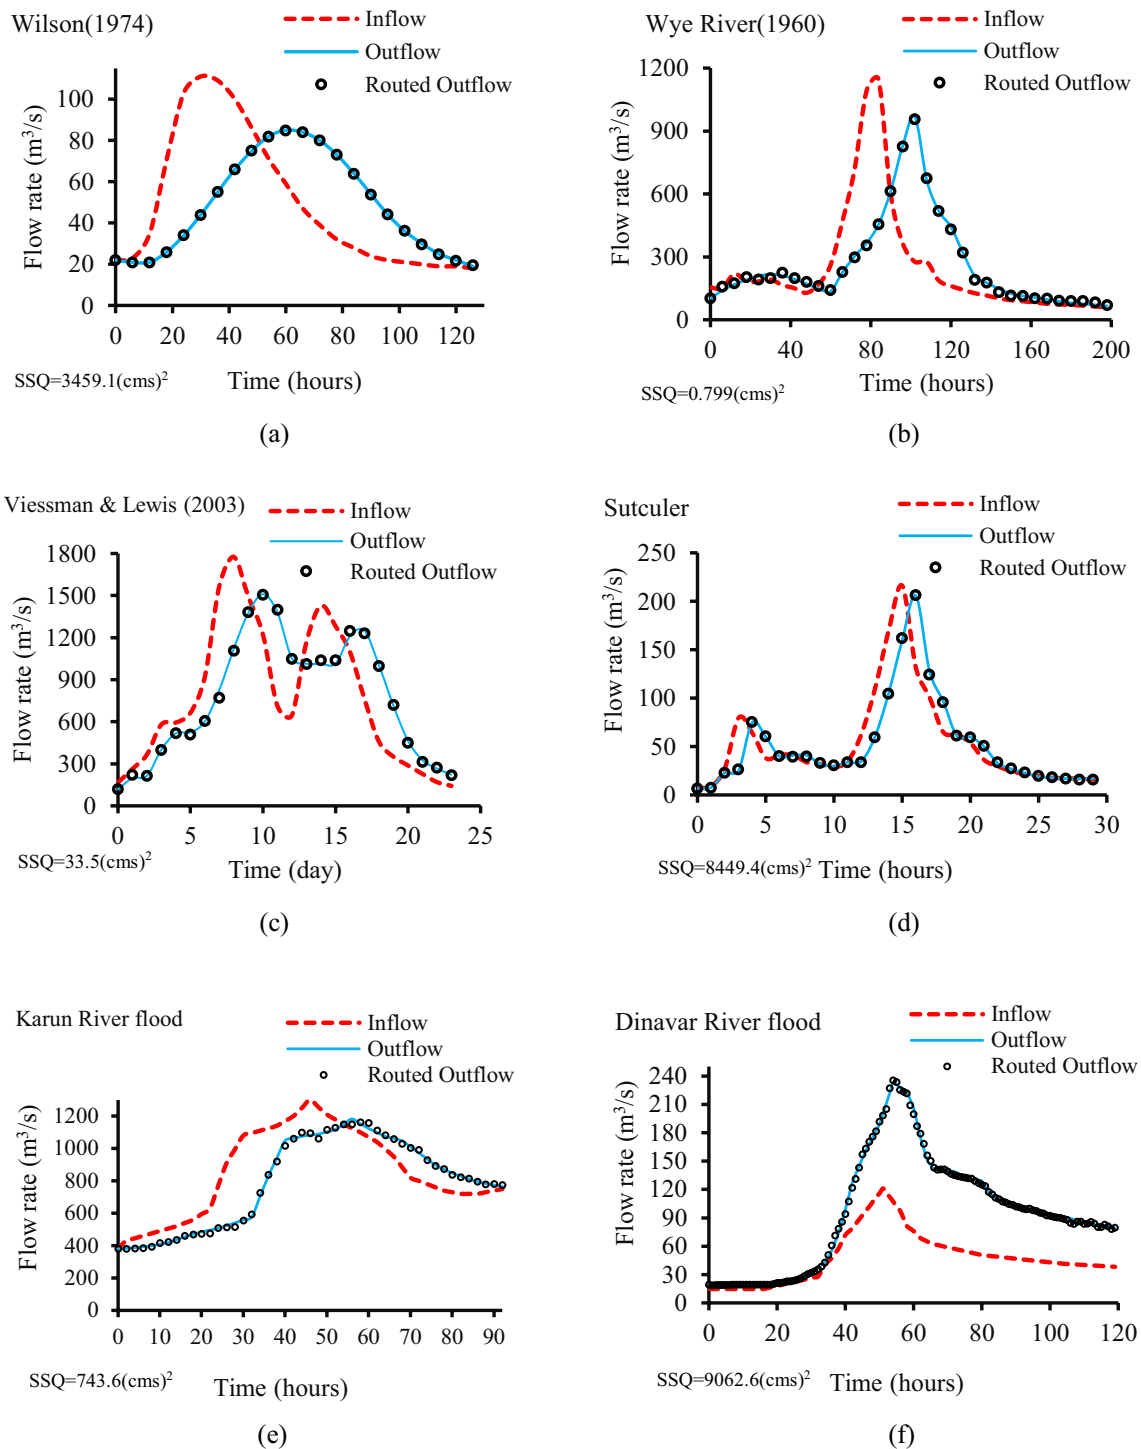 Wilson(1974)
Inflow
Outflow
Routed Outflow
Flow rate (m³/s)
100
80
60
40
20
0
0 20 40 60 80 100 120
SSQ=3459.1(cms)²
Time (hours)
(a)
Wye River(1960)
Inflow
Outflow
Routed Outflow
Flow rate (m³/s)
1200
900
600
300
0
0 40 80 120 160 200
SSQ=0.799(cms)²
Time (hours)
(b)
Viessman & Lewis (2003)
Inflow
Outflow
Routed Outflow
Flow rate (m³/s)
1800
1500
1200
900
600
300
0
0 5 10 15 20 25
SSQ=33.5(cms)²
Time (day)
(c)
Sutculer
Inflow
Outflow
Routed Outflow
Flow rate (m³/s)
250
200
150
100
50
0
0 5 10 15 20 25 30
SSQ=8449.4(cms)²
Time (hours)
(d)
Karun River flood
Inflow
Outflow
Routed Outflow
Flow rate (m³/s)
1200
1000
800
600
400
200
0
0 10 20 30 40 50 60 70 80 90
SSQ=743.6(cms)²
Time (hours)
(e)
Dinavar River flood
Inflow
Outflow
Routed Outflow
Flow rate (m³/s)
240
210
180
150
120
90
60
30
0
0 20 40 60 80 100 120
SSQ=9062.6(cms)²
Time (hours)
(f)